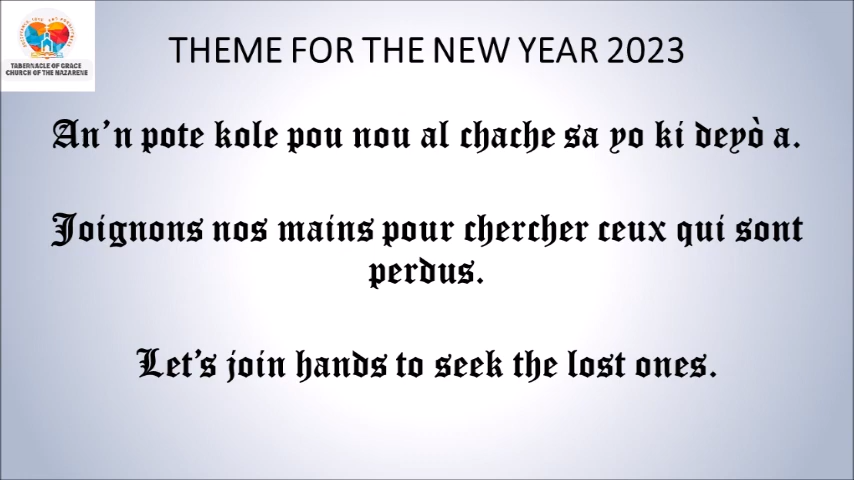 TABERNACLE OF GRACE
CHURCH OF THE NAZARENE
THEME FOR THE NEW YEAR 2023
An’n pote kole pou nou al chache sa yo ki deyò a.
Joignons nos mains pour chercher ceux qui sont
perdus.
Let’s join hands to seek the lost ones.